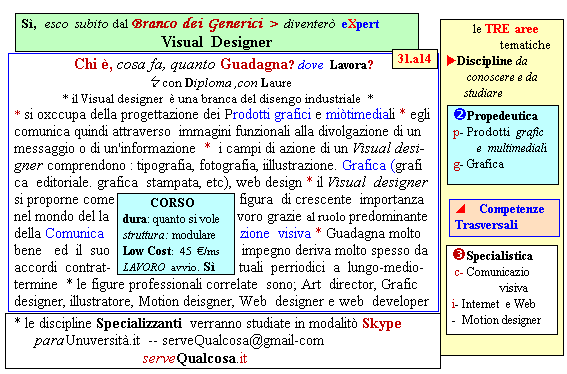 Sì, esco subito dal Branco dei Generici > diventerò eXpert
Visual Designer
31.a14
Chi è, cosa fa, quanto Guadagna? dove Lavora?
con Diploma ,con Laure
* il Visual designer è una branca del disengo industriale *
* si oxccupa della progettazione dei Prodotti grafici e miòtimediali * egli
comunica quindi attraverso immagini funzionali alla divolgazione di un
messaggio o di un'informazione * i campi di azione di un Visual desi-
gner comprendono : tipografia, fotografia, iillustrazione. Grafica (grafi
ca editoriale. grafica stampata, etc), web design * il Visual designer
si proporne come figura di crescente importanza
nel mondo del la voro grazie al ruolo predominante
della Comunica zione visiva * Guadagna molto
bene ed il suo impegno deriva molto spesso da
accordi contrat- tuali perriodici a lungo-medio-
termine * le figure professionali correlate sono; Art director, Grafic
designer, illustratore, Motion deisgner, Web designer e web developer
CORSO
dura: quanto si vole
struttura: modulare
Low Cost: 45 €/ms
LAVORO avvio. Sì
* le discipline Specializzanti verranno studiate in modalitò Skype
paraUnuversità.it -- serveQualcosa@gmail-com
serveQualcosa.it
le TRE aree
tematiche
Discipline da
conoscere e da
studiare
2 Propedeutica
p- Prodotti grafic
e multimediali
g- Grafica
Competenze
Trasversali
3 Specialistica
c- Comunicazio
visiva
i- Internet e Web
- Motion designer